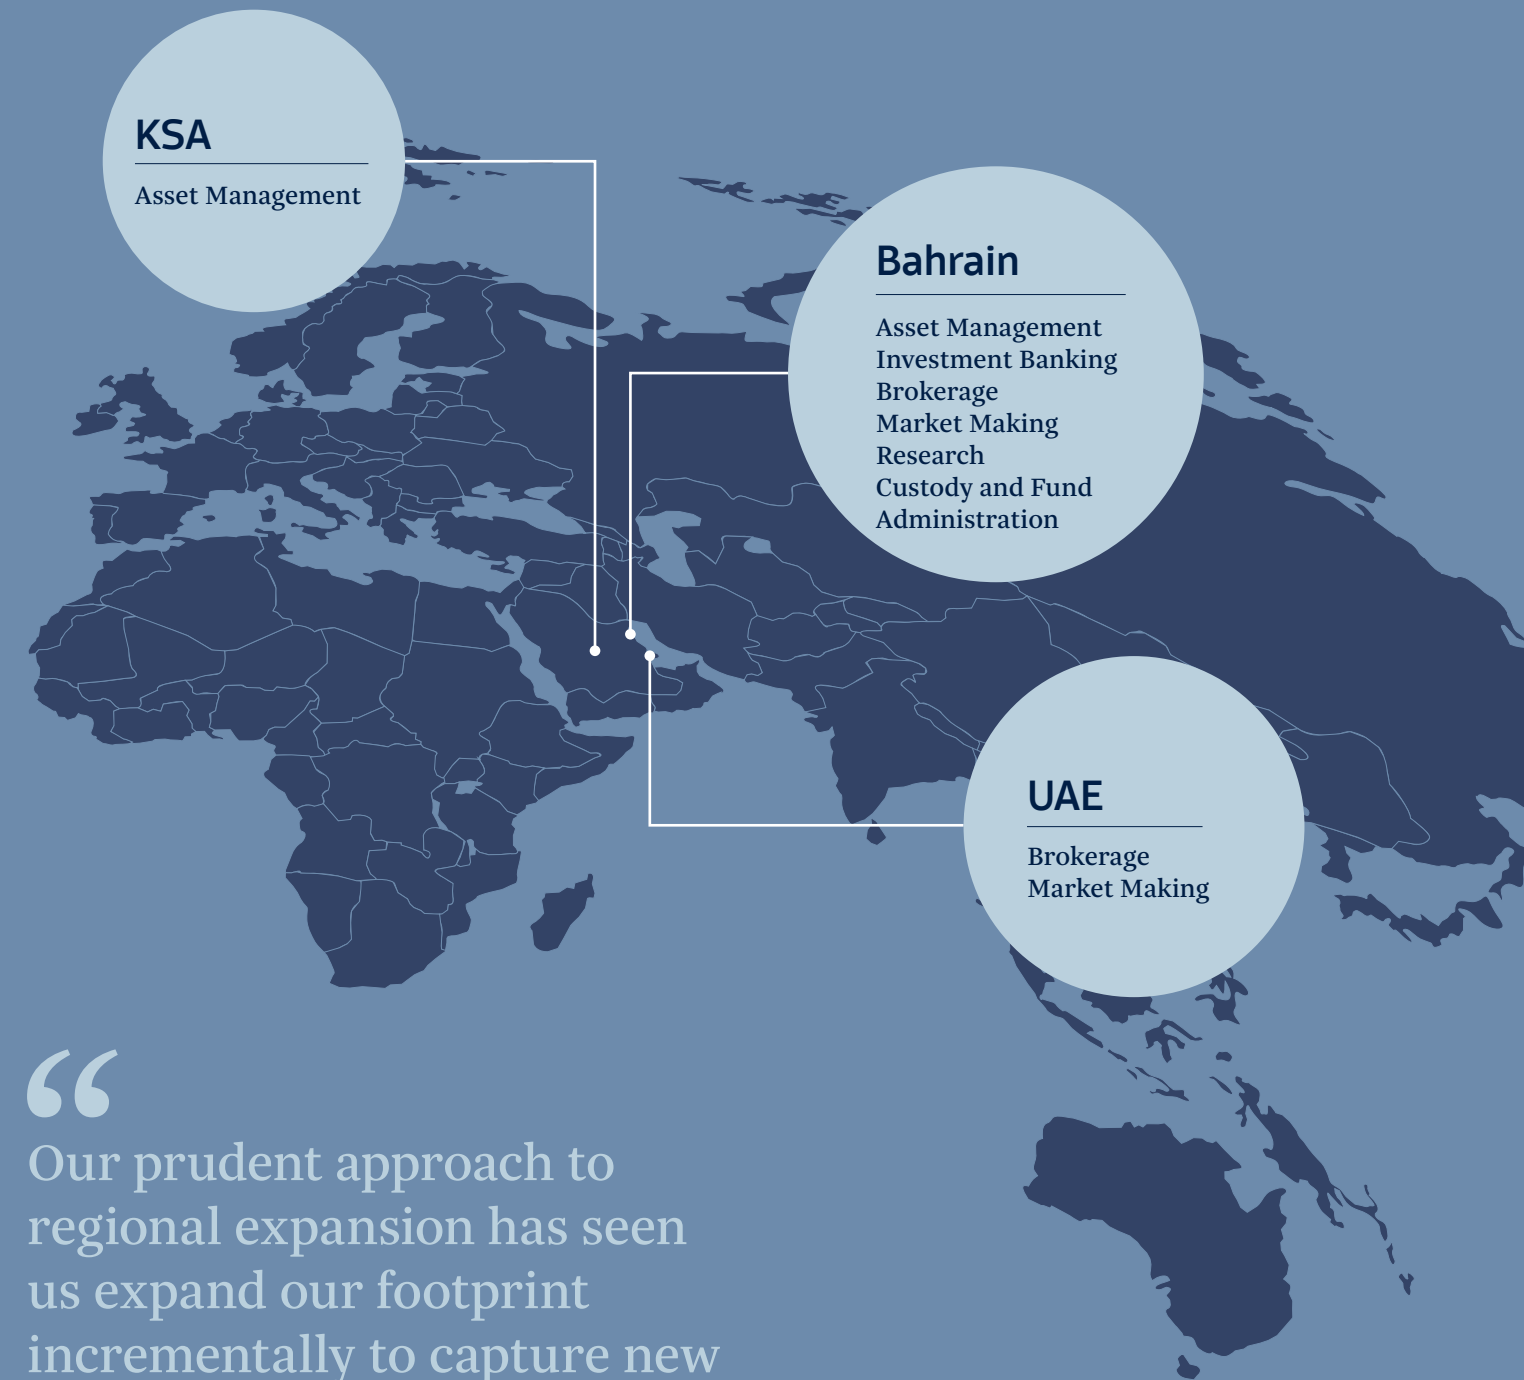 KSA
Asset Management
Bahrain
Asset Management
Investment Banking
Brokerage
Market Making
Research
Custody and Fund
Administration
UAE
Brokerage
Market Making
“
Our prudent approach to
regional expansion has seen
us expand our footprint
incrementally to capture new